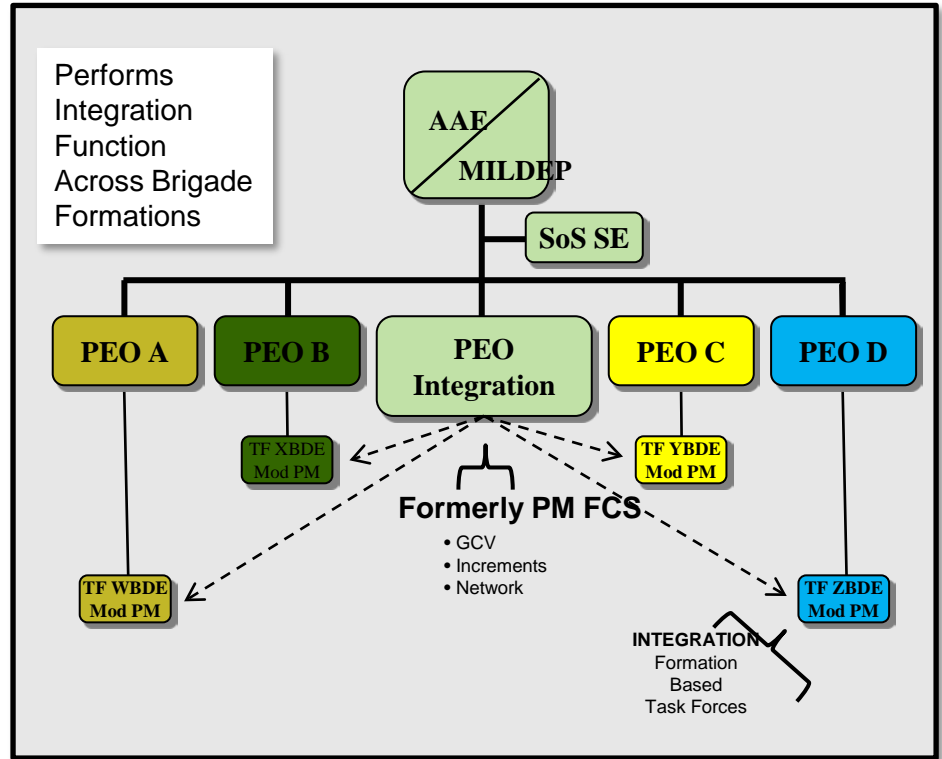 Performs
Integration
Function
Across Brigade
Formations
AAE
MILDEP
SoS SE
PEO A
PEO B
PEO
Integration
PEO C
PEO D
TF XBDE
Mod PM
TF YBDE
Mod PM
Formerly PM FCS
• GCV
• Increments
• Network
TF WBDE
Mod PM
TF ZBDE
Mod PM
INTEGRATION
Formation
Based
Task Forces